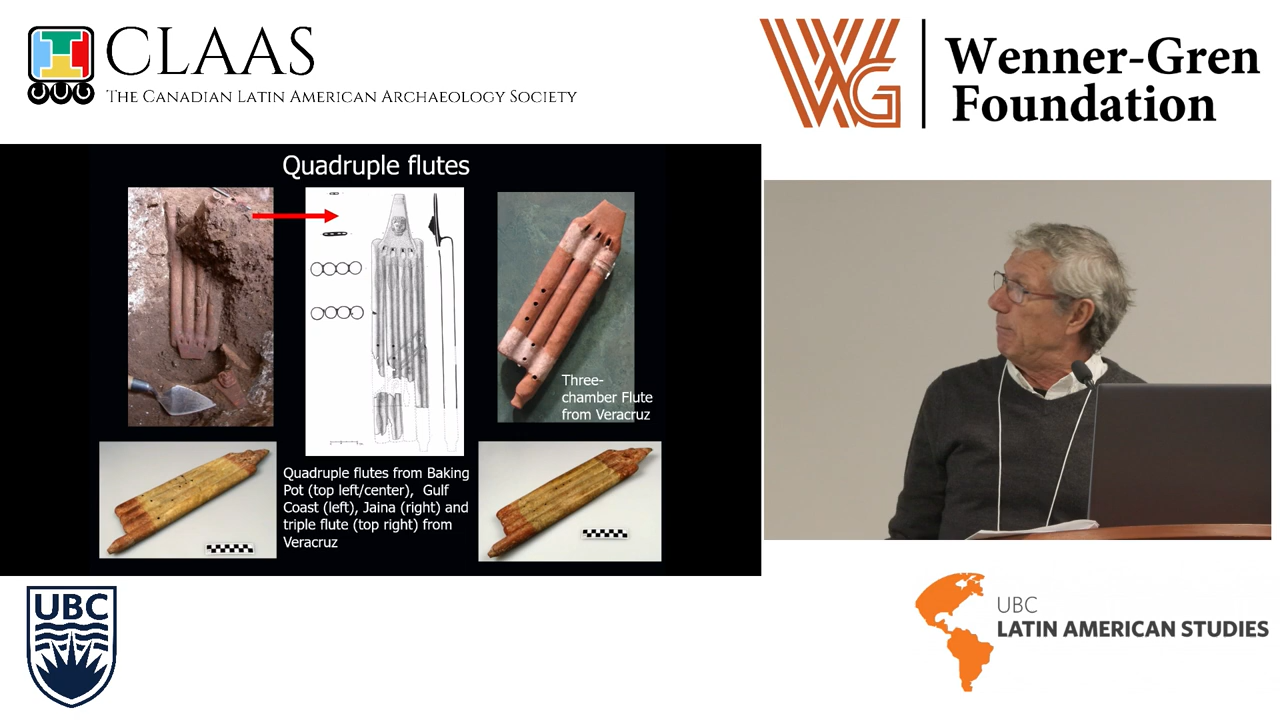 CLAAS
THE CANADIAN LATIN AMERICAN ARCHAEOLOGY SOCIETY
WG
Wenner-Gren
Foundation
Quadruple flutes
Three-
chamber Flute
from Veracruz
Quadruple flutes from Baking
Pot (top left/center), Gulf
Coast (left), Jaina (right) and
triple flute (top right) from
Veracruz
UBC
UBC
LATIN AMERICAN STUDIES